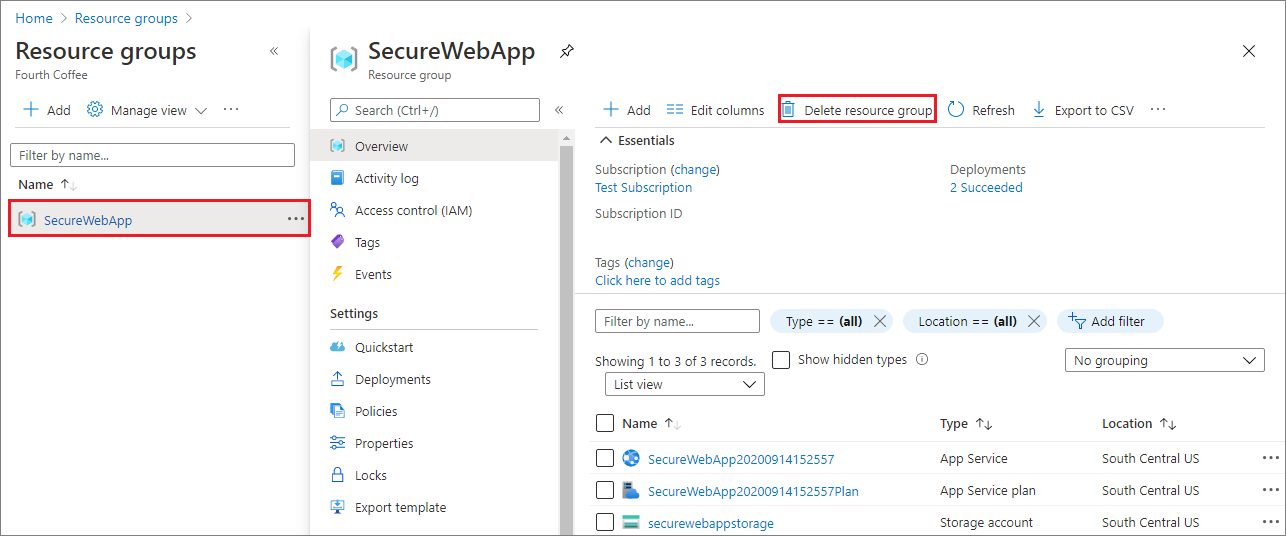 Home > Resource groups >
Resource groups «
Fourth Coffee
Add Manage view ...
Filter by name...
Name ↑↓
SecureWebApp ...
SecureWebApp
Resource group
Search (Ctrl+/) «
Overview
Activity log
Access control (IAM)
Tags
Events
Settings
Quickstart
Deployments
Policies
Properties
Locks
Export template
Add Edit columns Delete resource group Refresh Export to CSV ...
Essentials
Subscription (change) Deployments
Test Subscription 2 Succeeded
Subscription ID
Tags (change)
Click here to add tags
Filter by name... Type == (all) Location == (all) Add filter
Showing 1 to 3 of 3 records. Show hidden types No grouping
List view
Name ↑↓ Type ↑↓ Location ↑↓
SecureWebApp20200914152557 App Service South Central US ...
SecureWebApp20200914152557Plan App Service plan South Central US ...
securewebappstorage Storage account South Central US ...